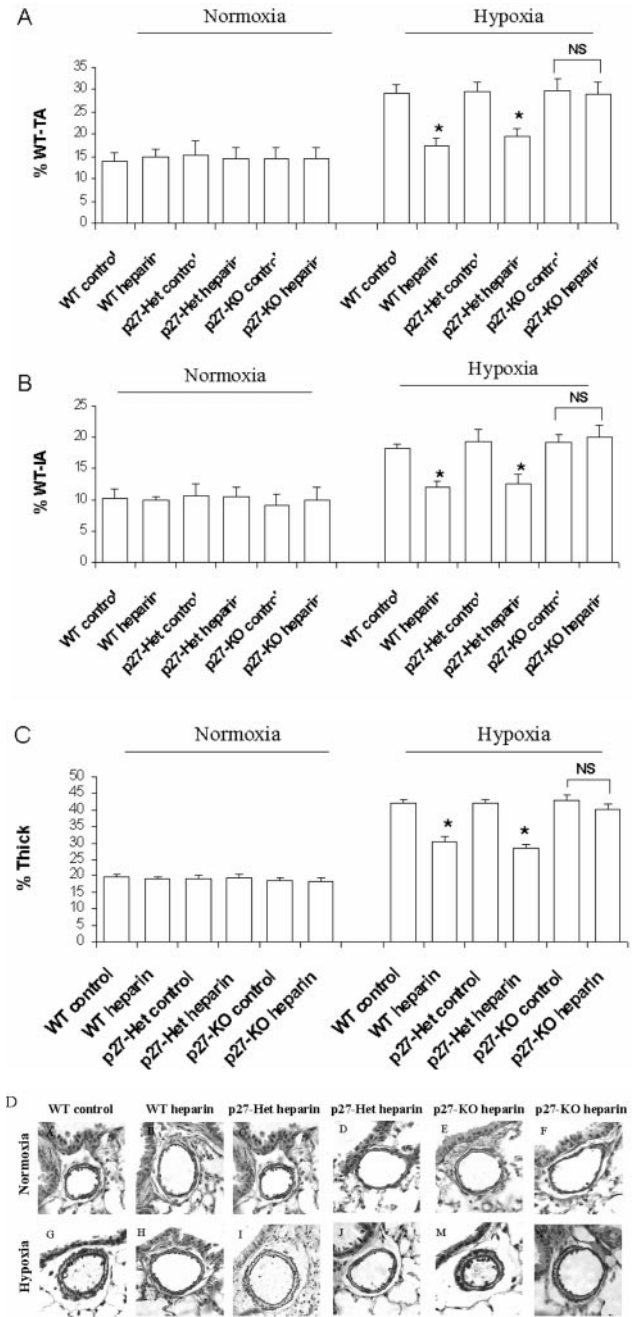 A
Normoxia
Hypoxia
NS
% WT-TA
35
30
25
20
15
10
5
0
*
*
WT control
WT heparin
p27-Het control
p27-Het heparin
p27-KO control
p27-KO heparin
WT control
WT heparin
p27-Het control
p27-Het heparin
p27-KO control
p27-KO heparin
B
Normoxia
Hypoxia
NS
% WT-IA
25
20
15
10
5
0
*
*
WT control
WT heparin
p27-Het control
p27-Het heparin
p27-KO control
p27-KO heparin
WT control
WT heparin
p27-Het control
p27-Het heparin
p27-KO control
p27-KO heparin
C
Normoxia
Hypoxia
NS
% Thick
50
45
40
35
30
25
20
15
10
5
0
*
*
WT control
WT heparin
p27-Het control
p27-Het heparin
p27-KO control
p27-KO heparin
WT control
WT heparin
p27-Het control
p27-Het heparin
p27-KO control
p27-KO heparin
D
WT control WT heparin p27-Het heparin p27-Het heparin p27-KO heparin p27-KO heparin
Normoxia
D E F
Hypoxia
G H I J M